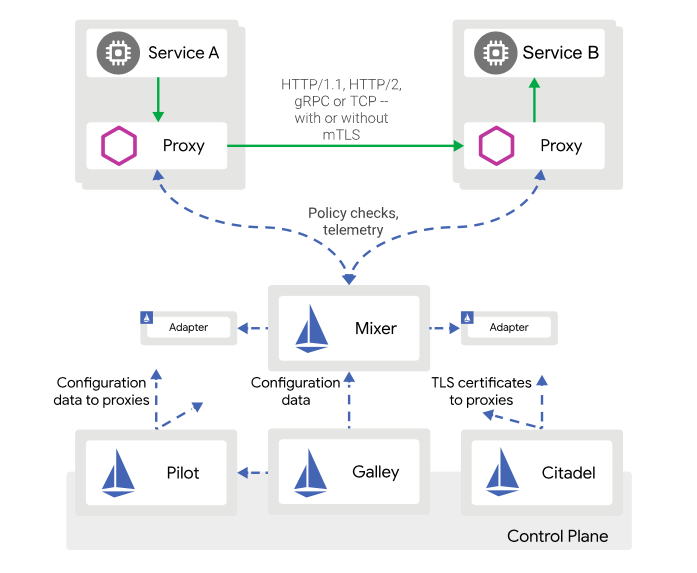 Service A
Service B
HTTP/1.1, HTTP/2,
gRPC or TCP --
with or without
mTLS
Proxy
Proxy
Policy checks,
telemetry
Mixer
Adapter
Adapter
Configuration
data to proxies
Configuration
data
TLS certificates
to proxies
Pilot
Galley
Citadel
Control Plane